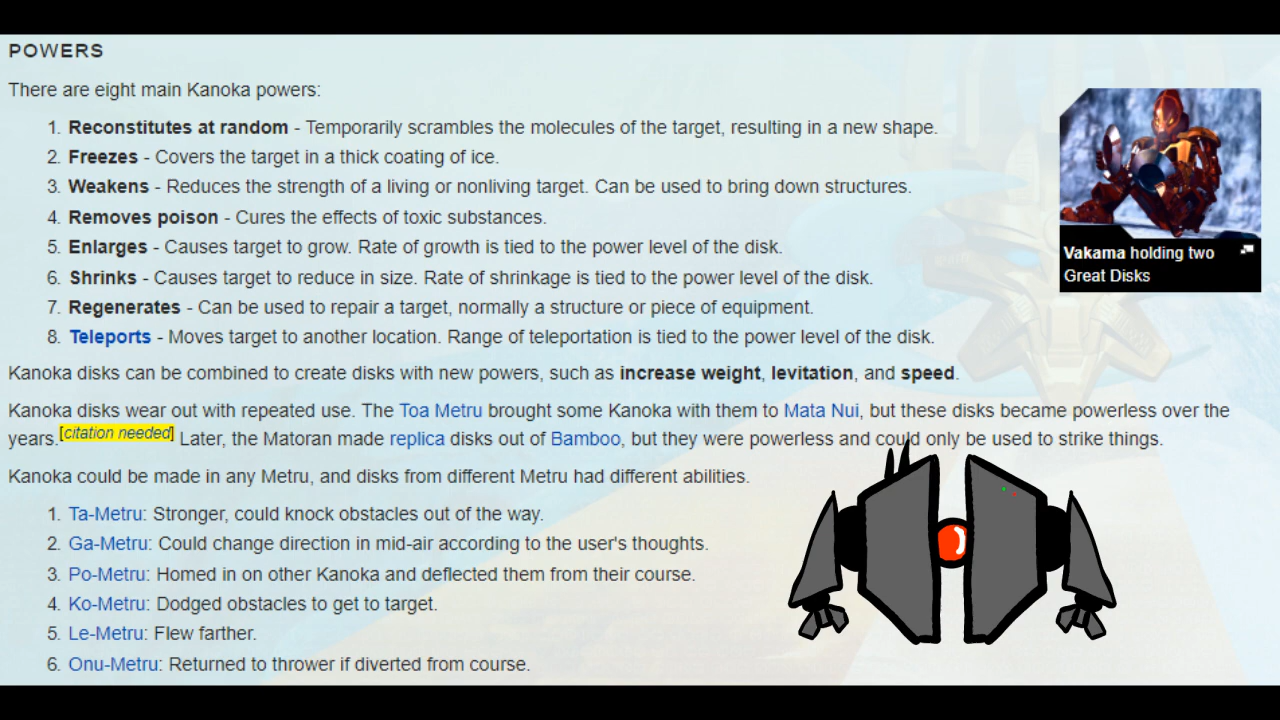 POWERS
There are eight main Kanoka powers:
1. Reconstitutes at random - Temporarily scrambles the molecules of the target, resulting in a new shape.
2. Freezes - Covers the target in a thick coating of ice.
3. Weakens - Reduces the strength of a living or nonliving target. Can be used to bring down structures.
4. Removes poison - Cures the effects of toxic substances.
5. Enlarges - Causes target to grow. Rate of growth is tied to the power level of the disk.
6. Shrinks - Causes target to reduce in size. Rate of shrinkage is tied to the power level of the disk.
7. Regenerates - Can be used to repair a target, normally a structure or piece of equipment.
8. Teleports - Moves target to another location. Range of teleportation is tied to the power level of the disk.
Vakama holding two
Great Disks
Kanoka disks can be combined to create disks with new powers, such as increase weight, levitation, and speed.
Kanoka disks wear out with repeated use. The Toa Metru brought some Kanoka with them to Mata Nui, but these disks became powerless over the
years.[citation needed] Later, the Matoran made replica disks out of Bamboo, but they were powerless and could only be used to strike things.
Kanoka could be made in any Metru, and disks from different Metru had different abilities.
1. Ta-Metru: Stronger, could knock obstacles out of the way.
2. Ga-Metru: Could change direction in mid-air according to the user's thoughts.
3. Po-Metru: Homed in on other Kanoka and deflected them from their course.
4. Ko-Metru: Dodged obstacles to get to target.
5. Le-Metru: Flew farther.
6. Onu-Metru: Returned to thrower if diverted from course.